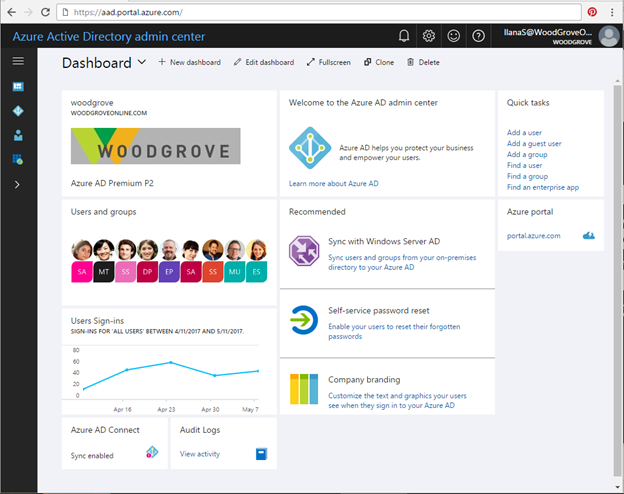 https://aad.portal.azure.com/
Azure Active Directory admin center
IlanaS@WoodGroveO...
WOODGROVE
Dashboard
New dashboard
Edit dashboard
Fullscreen
Clone
Delete
woodgrove
WOODGROVEONLINE.COM
WOODGROVE
Azure AD Premium P2
Welcome to the Azure AD admin center
Azure AD helps you protect your business
and empower your users.
Learn more about Azure AD
Quick tasks
Add a user
Add a guest user
Add a group
Find a user
Find a group
Find an enterprise app
Users and groups
SA
MT
SS
DP
EP
SA
SS
MU
ES
Recommended
Sync with Windows Server AD
Sync users and groups from your on-premises
directory to your Azure AD
Azure portal
portal.azure.com
Self-service password reset
Enable your users to reset their forgotten
passwords
Users Sign-ins
SIGN-INS FOR 'ALL USERS' BETWEEN 4/11/2017 AND 5/11/2017.
80
60
40
20
0
Apr 16
Apr 23
Apr 30
May 7
Company branding
Customize the text and graphics your users
see when they sign in to your Azure AD
Azure AD Connect
Sync enabled
Audit Logs
View activity